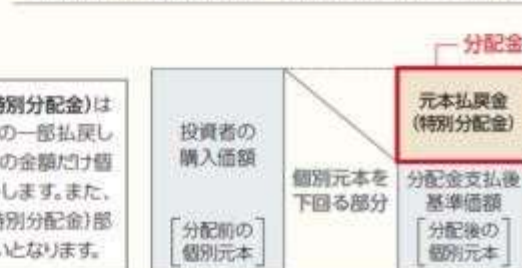 分配金
特別分配金)は
の一部払戻し
の金額だけ個
します。また、
特別分配金)部
いとなります。
投資者の
購入価額
[分配前の
個別元本]
個別元本を
下回る部分
元本払戻金
(特別分配金)
分配金支払後
基準価額
[分配後の
個別元本]